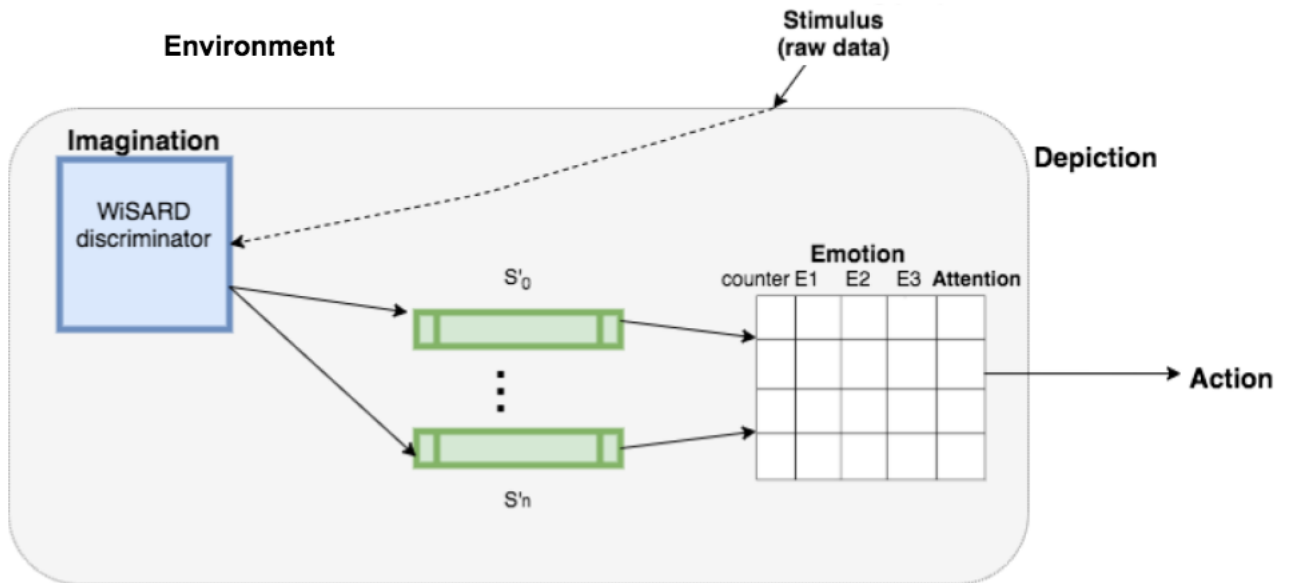 Stimulus
(raw data)
Environment
Imagination
Depiction
WiSARD
discriminator
Emotion
S'0
counter E1 E2 E3 Attention
Action
S'n